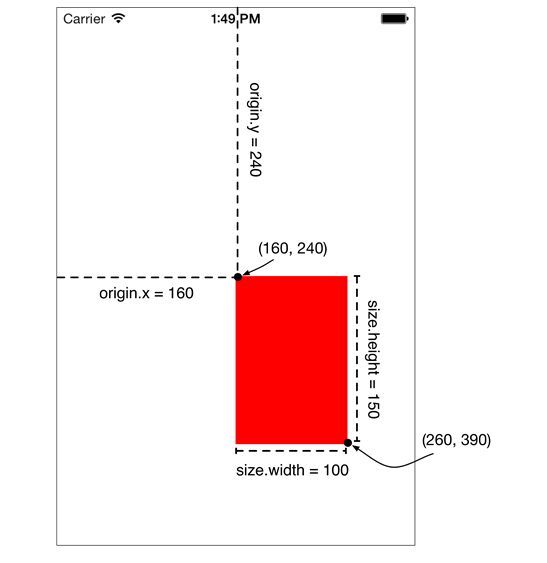 Carrier 1:49 PM
origin.y = 240
(160, 240)
origin.x = 160
size.height = 150
(260, 390)
size.width = 100